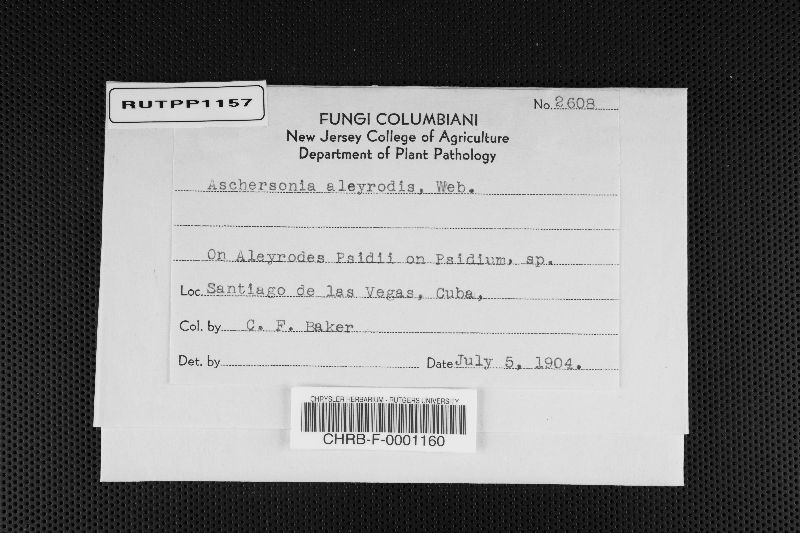 RUTPP1157
No. 2608
FUNGI COLUMBIANI
New Jersey College of Agriculture
Department of Plant Pathology
Aschersonia aleyrodis, Web.
On Aleyrodes Psidii on Psidium, sp.
Loc. Santiago de las Vegas, Cuba,
Col. by C. F. Baker
Det. by Date July 5, 1904.
CHRYSLER HERBARIUM - RUTGERS UNIVERSITY
CHRB-F-0001160